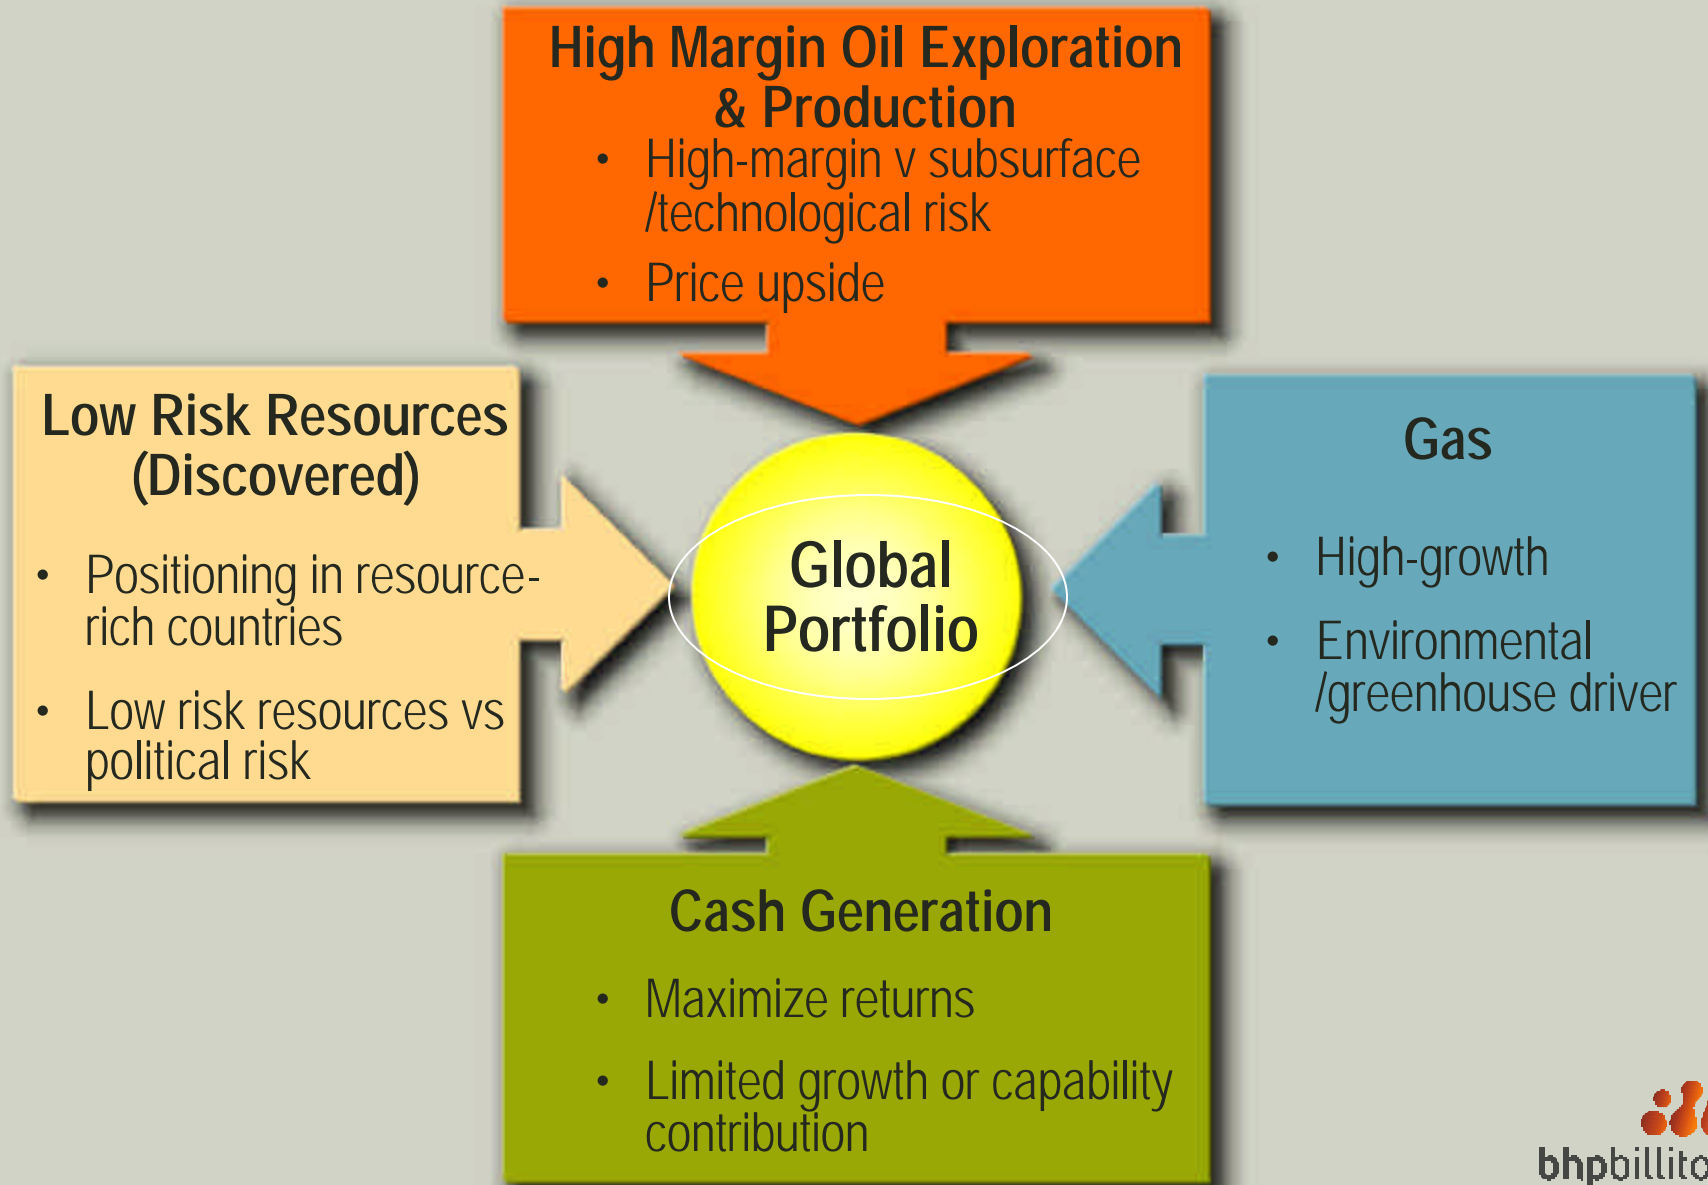 High Margin Oil Exploration
& Production
• High-margin v subsurface
/technological risk
• Price upside
Low Risk Resources
(Discovered)
• Positioning in resource-
rich countries
• Low risk resources vs
political risk
Global
Portfolio
Gas
• High-growth
• Environmental
/greenhouse driver
Cash Generation
• Maximize returns
• Limited growth or capability
contribution
bhpbillito